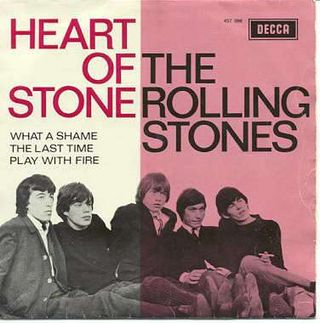 HEART
OF
STONE
WHAT A SHAME
THE LAST TIME
PLAY WITH FIRE
THE
ROLLING
STONES
DECCA